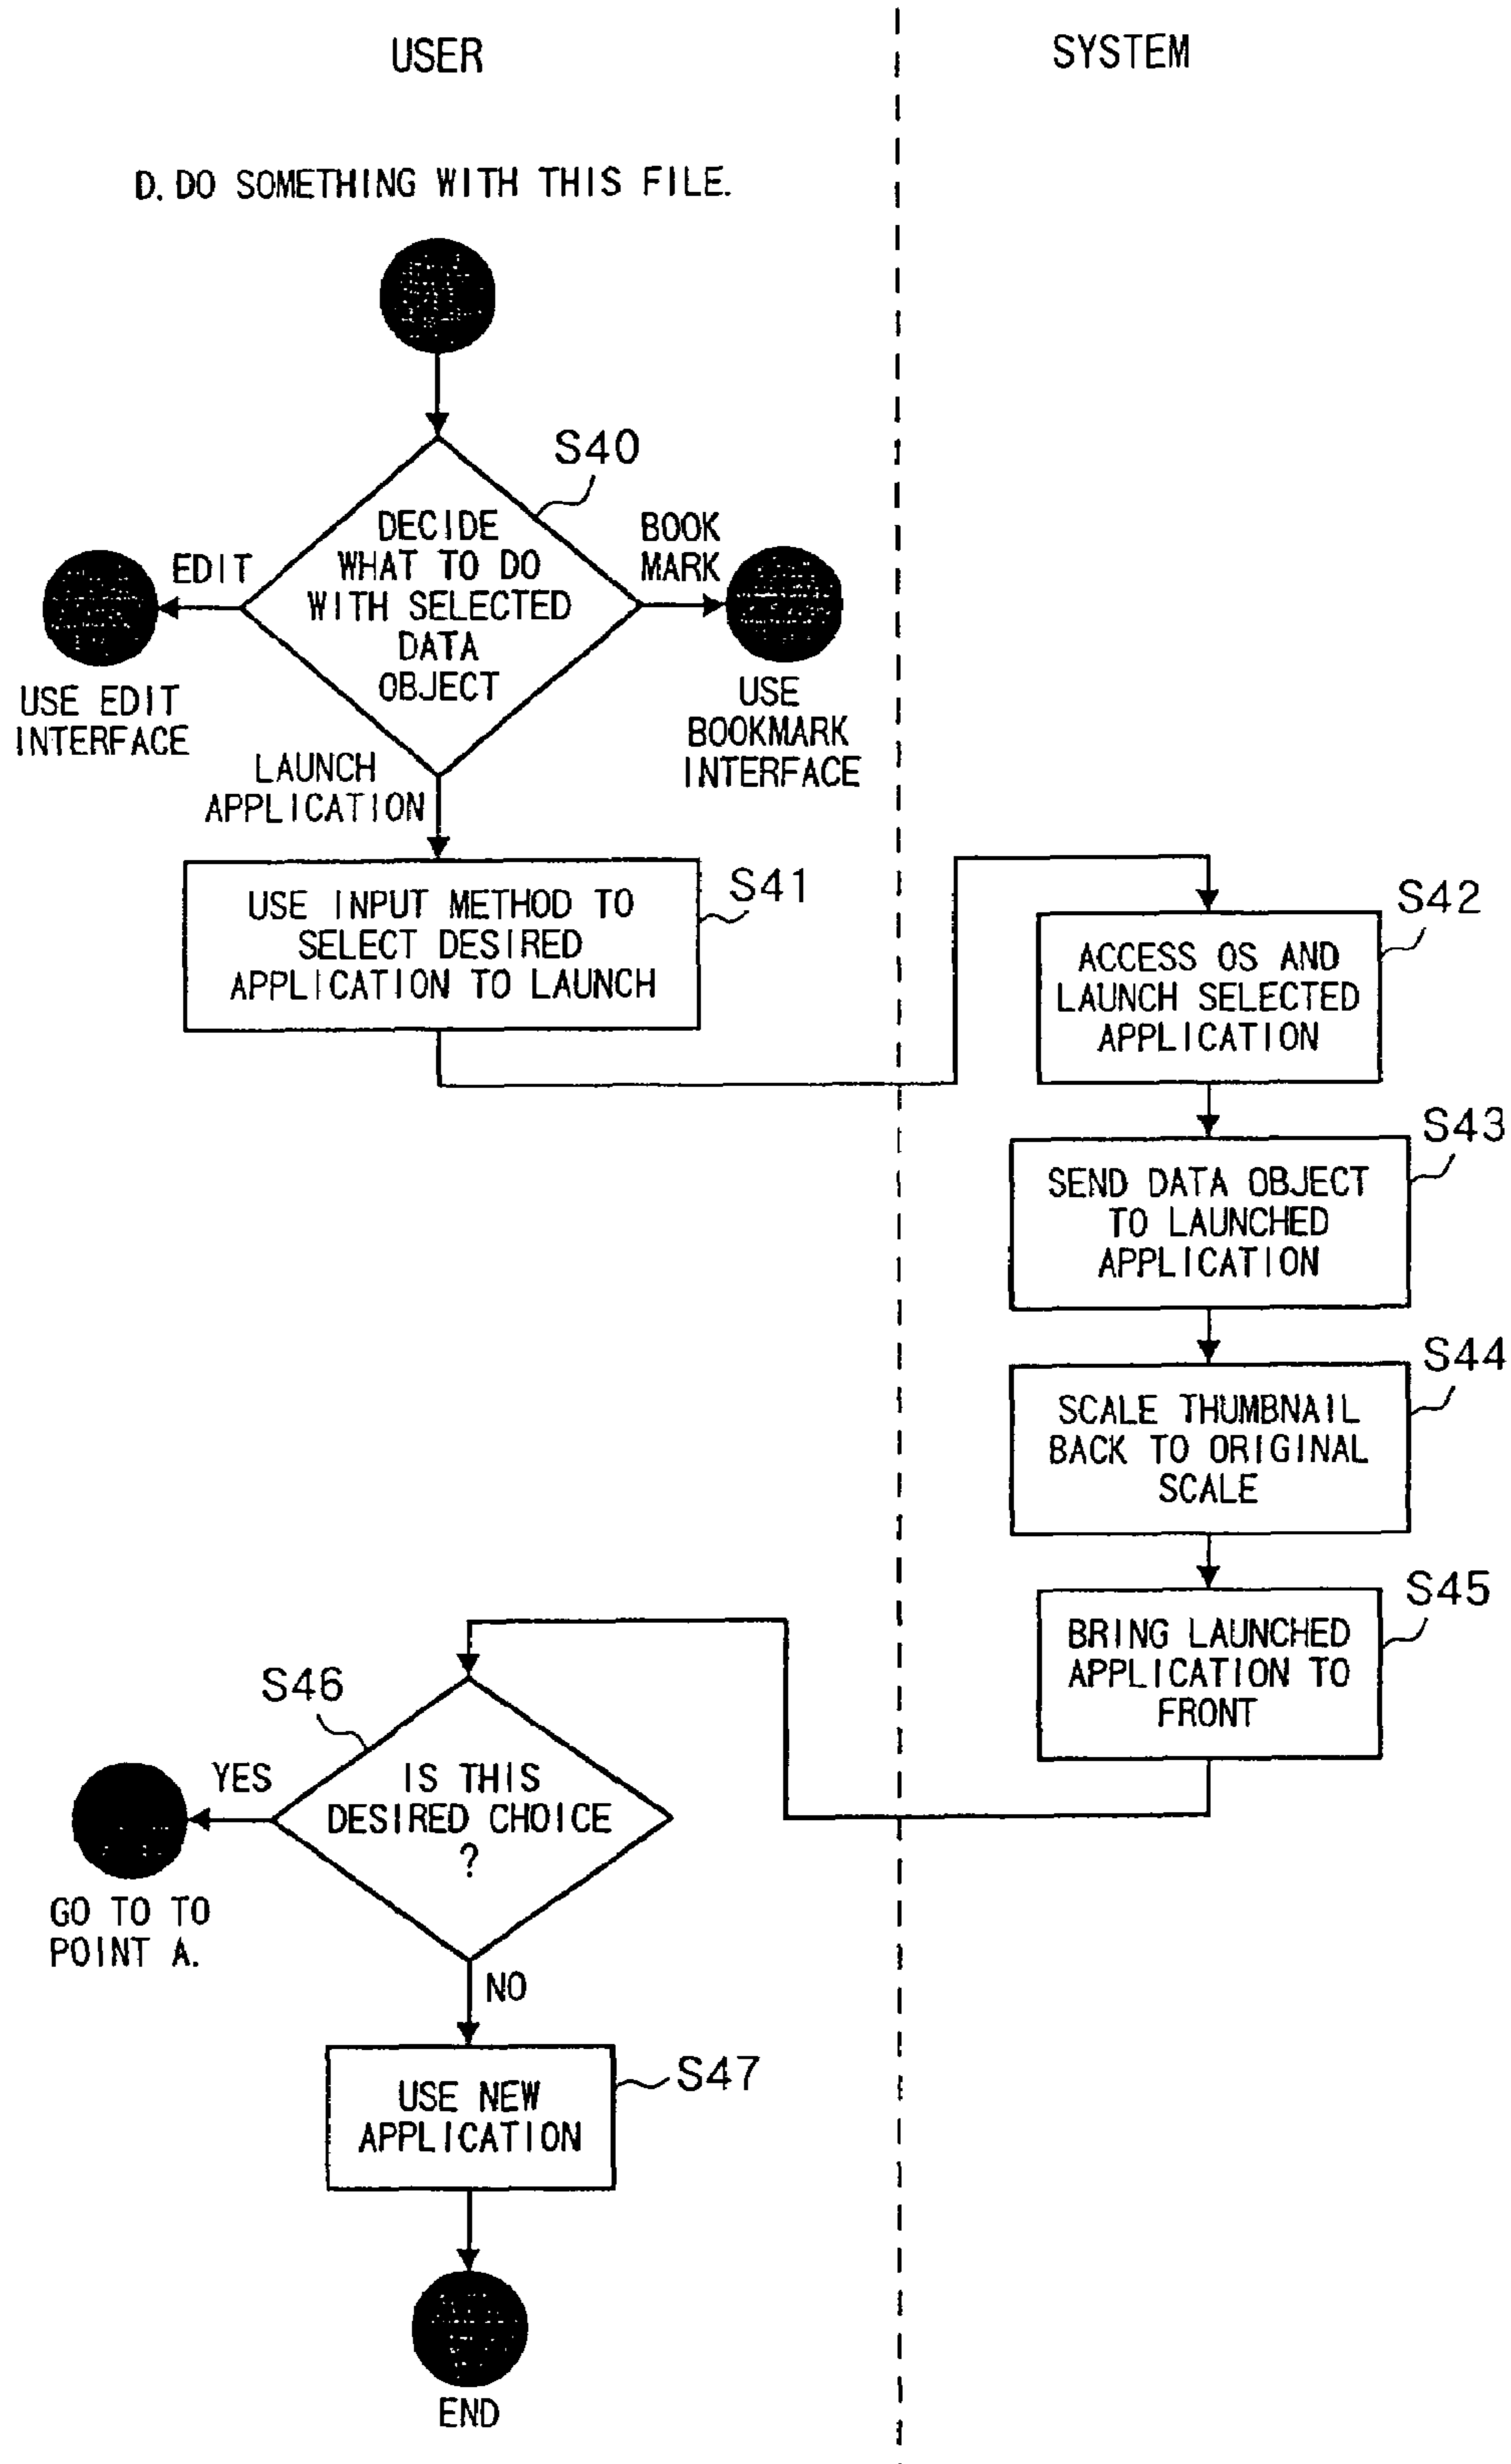 USER
SYSTEM
D. DO SOMETHING WITH THIS FILE.
S40
DECIDE
WHAT TO DO
WITH SELECTED
DATA
OBJECT
EDIT
USE EDIT
INTERFACE
BOOK
MARK
USE
BOOKMARK
INTERFACE
LAUNCH
APPLICATION
USE INPUT METHOD TO
SELECT DESIRED
APPLICATION TO LAUNCH
S41
S42
ACCESS OS AND
LAUNCH SELECTED
APPLICATION
S43
SEND DATA OBJECT
TO LAUNCHED
APPLICATION
S44
SCALE THUMBNAIL
BACK TO ORIGINAL
SCALE
S45
BRING LAUNCHED
APPLICATION TO
FRONT
S46
IS THIS
DESIRED CHOICE
?
YES
GO TO TO
POINT A.
NO
USE NEW
APPLICATION
S47
END